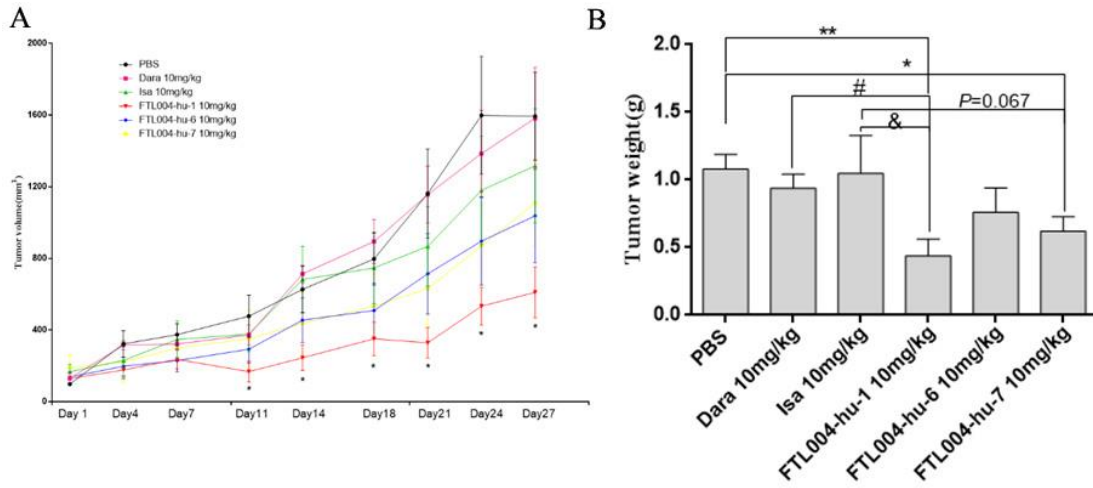 A
2000
1600
1200
800
400
0
Tumor volume(mm³)
PBS
Dara 10mg/kg
Isa 10mg/kg
FTL004-hu-1 10mg/kg
FTL004-hu-6 10mg/kg
FTL004-hu-7 10mg/kg
* * * * * *
Day 1 Day4 Day7 Day11 Day14 Day18 Day21 Day24 Day27
B
Tumor weight(g)
2.0
1.5
1.0
0.5
0.0
**
*
#
P=0.067
&
PBS
Dara 10mg/kg
Isa 10mg/kg
FTL004-hu-1 10mg/kg
FTL004-hu-6 10mg/kg
FTL004-hu-7 10mg/kg